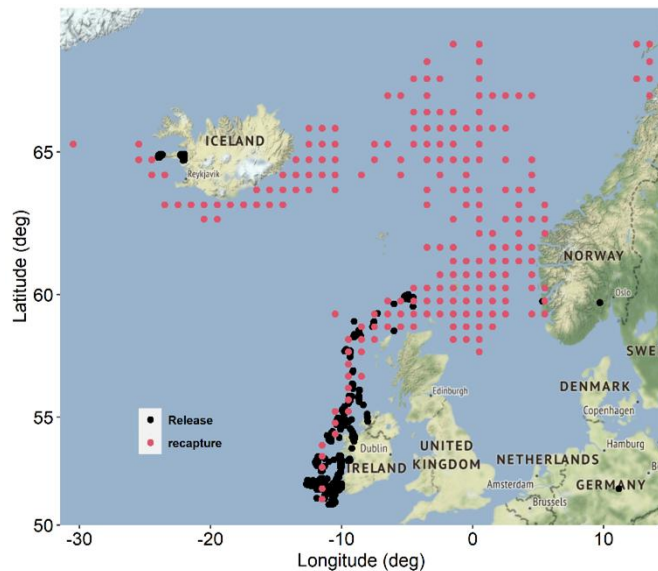 ICELAND
Reykjavik
65
NORWAY
Oslo
60
SWE
DENMARK
Edinburgh
Copenhagen
55
Release
recapture
Dublin
UNITED
KINGDOM
IRELAND
Hamburg
NETHERLANDS
Amsterdam
GERMANY
Brussels
50
-30
-20
-10
0
10
Longitude (deg)
Latitude (deg)